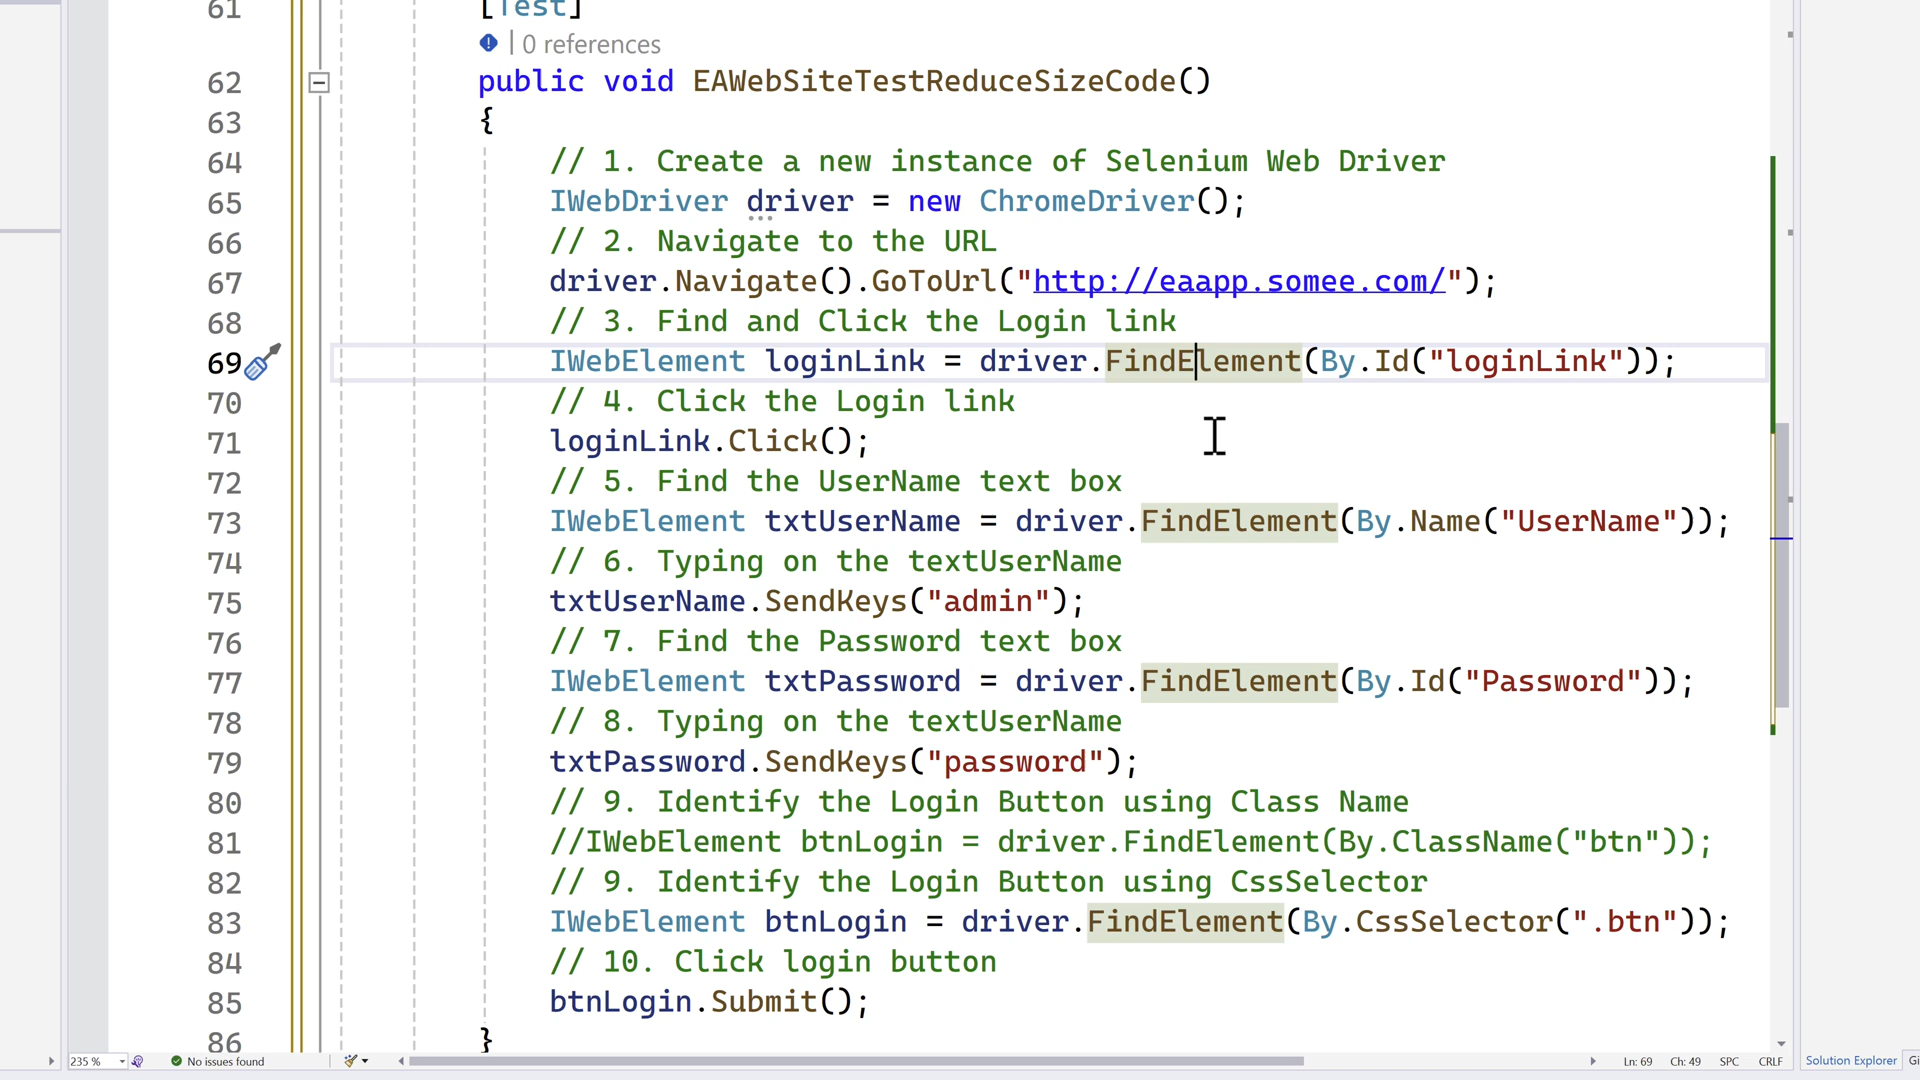 61 [Test]
0 references
62 public void EAWebSiteTestReduceSizeCode()
63 {
64 // 1. Create a new instance of Selenium Web Driver
65 IWebDriver driver = new ChromeDriver();
66 // 2. Navigate to the URL
67 driver.Navigate().GoToUrl("http://eaapp.somee.com/");
68 // 3. Find and Click the Login link
69 IWebElement loginLink = driver.FindElement(By.Id("loginLink"));
70 // 4. Click the Login link
71 loginLink.Click();
72 // 5. Find the UserName text box
73 IWebElement txtUserName = driver.FindElement(By.Name("UserName"));
74 // 6. Typing on the textUserName
75 txtUserName.SendKeys("admin");
76 // 7. Find the Password text box
77 IWebElement txtPassword = driver.FindElement(By.Id("Password"));
78 // 8. Typing on the textUserName
79 txtPassword.SendKeys("password");
80 // 9. Identify the Login Button using Class Name
81 //IWebElement btnLogin = driver.FindElement(By.ClassName("btn"));
82 // 9. Identify the Login Button using CssSelector
83 IWebElement btnLogin = driver.FindElement(By.CssSelector(".btn"));
84 // 10. Click login button
85 btnLogin.Submit();
86 }
235 % No issues found Ln: 69 Ch: 49 SPC CRLF Solution Explorer